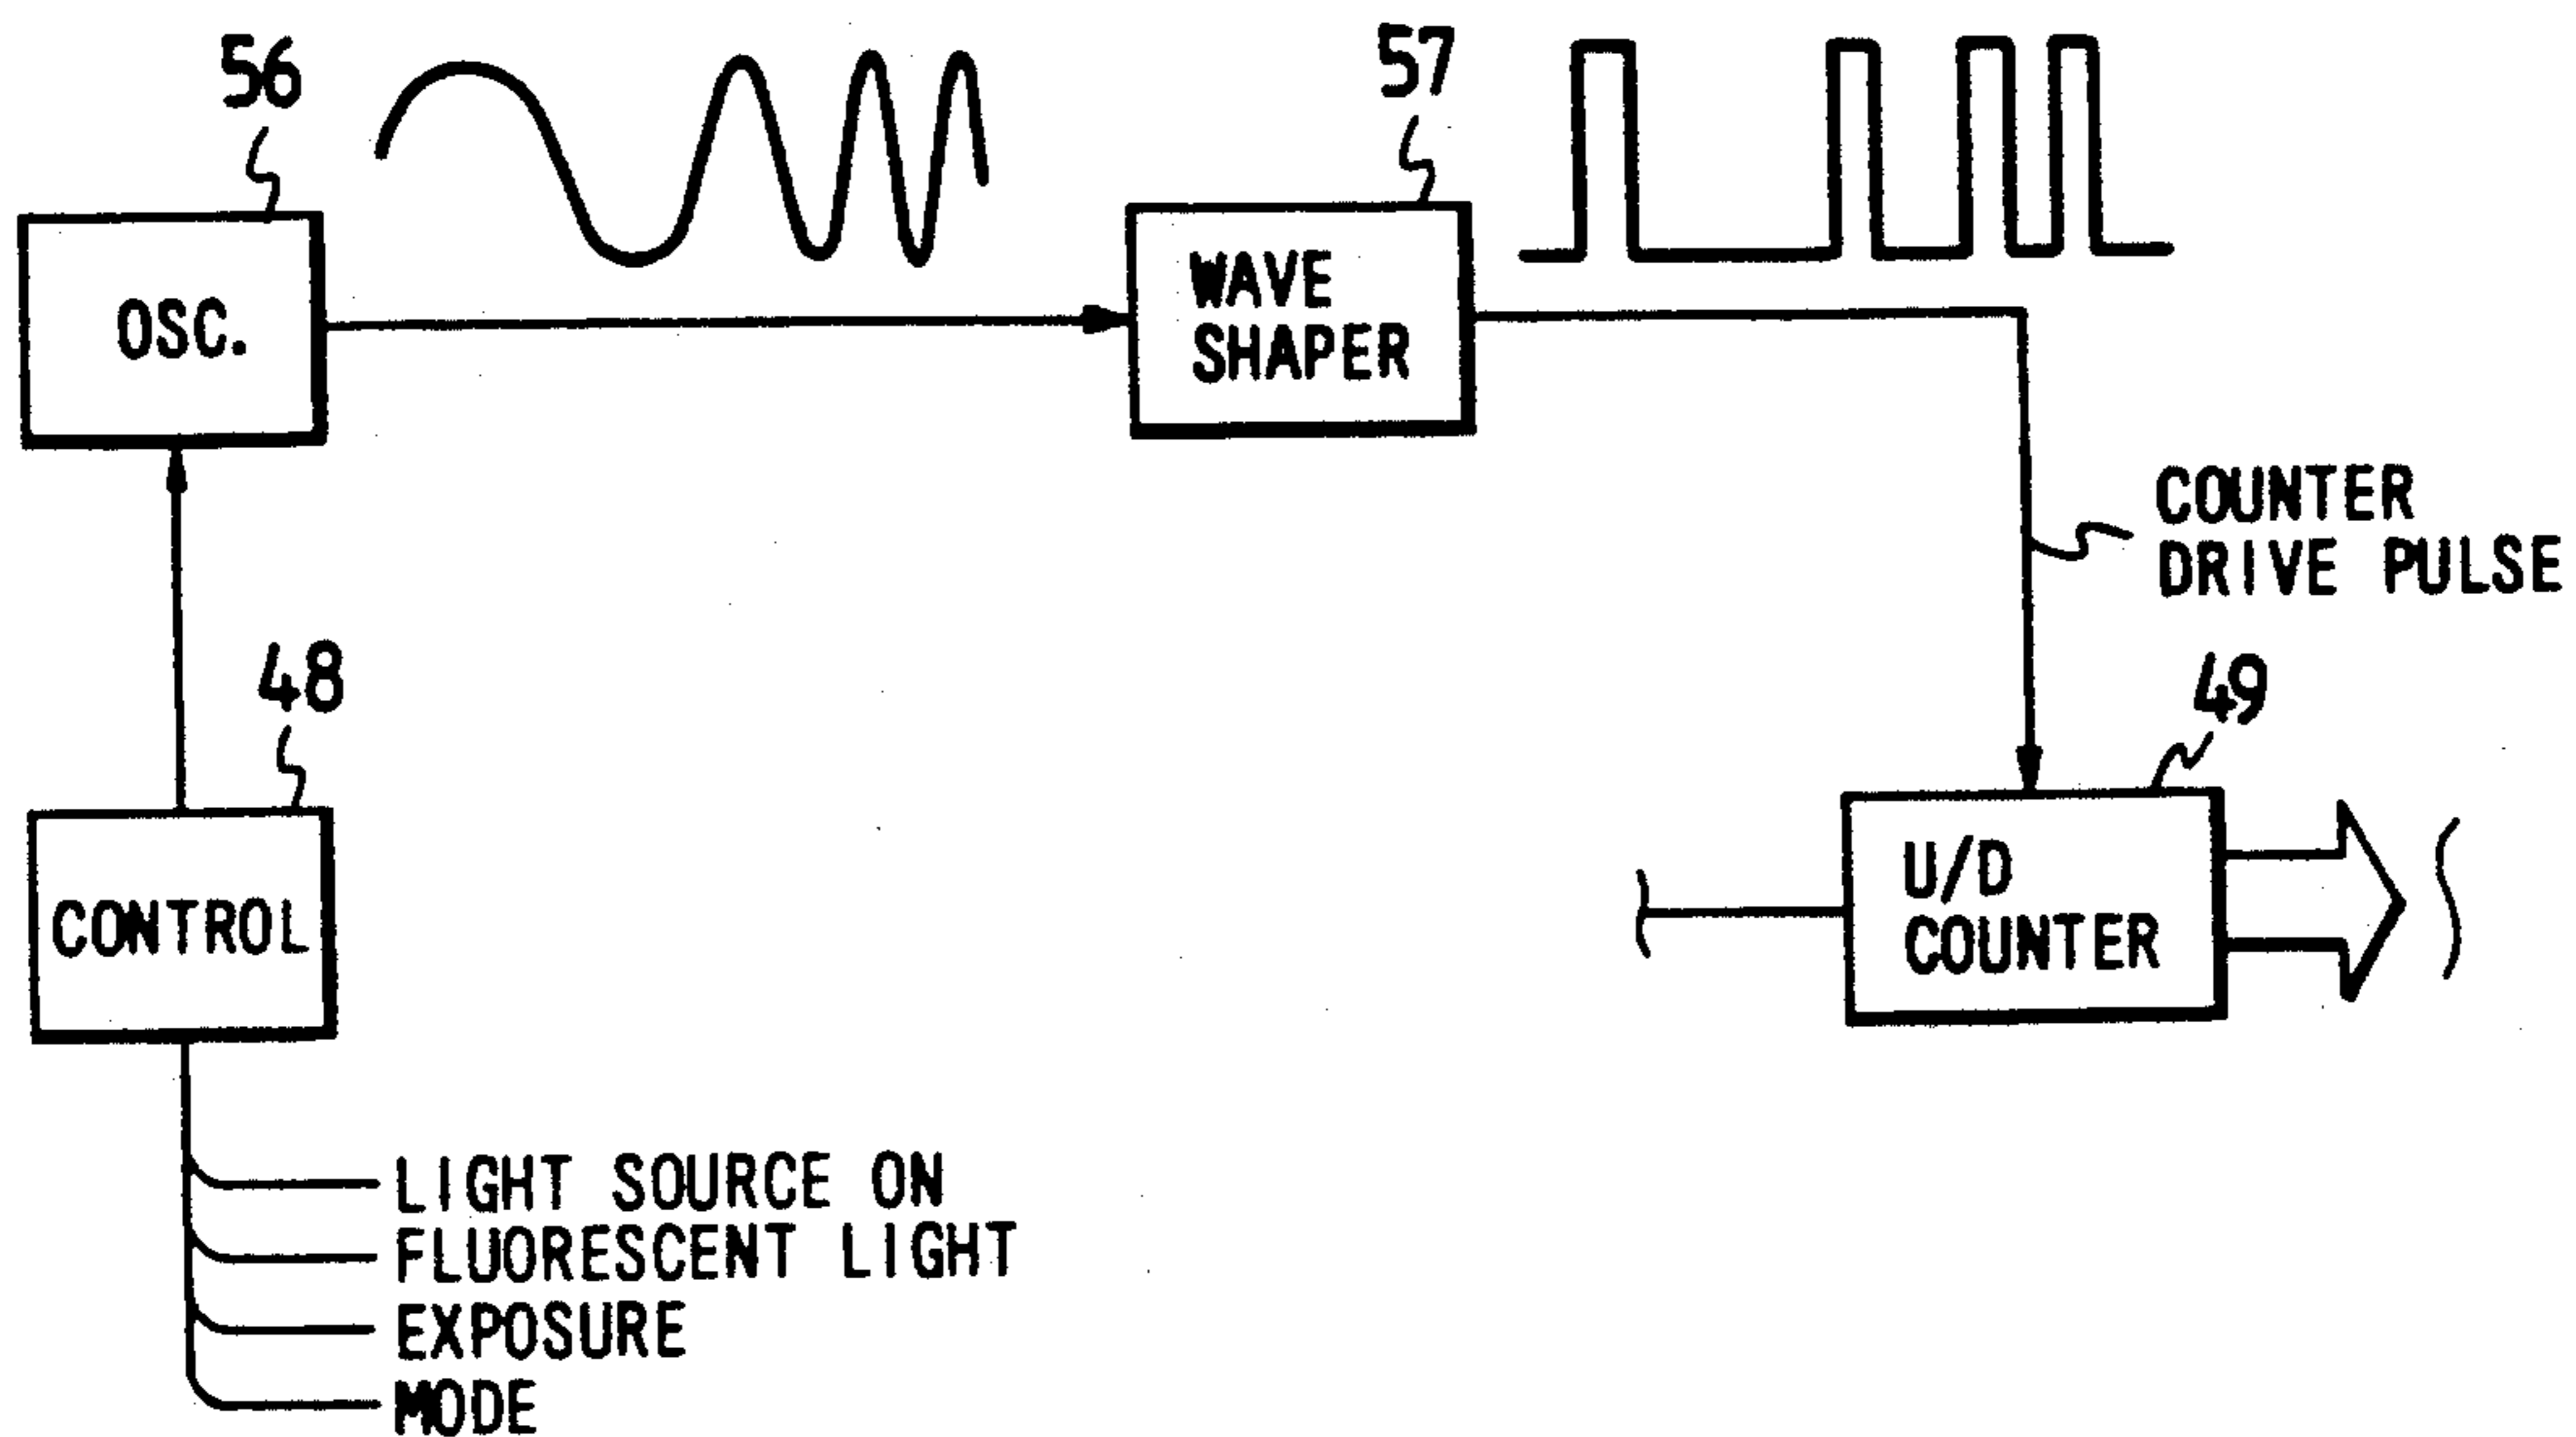 56
57
OSC.
WAVE
SHAPER
COUNTER
DRIVE PULSE
48
49
CONTROL
U/D
COUNTER
LIGHT SOURCE ON
FLUORESCENT LIGHT
EXPOSURE
MODE